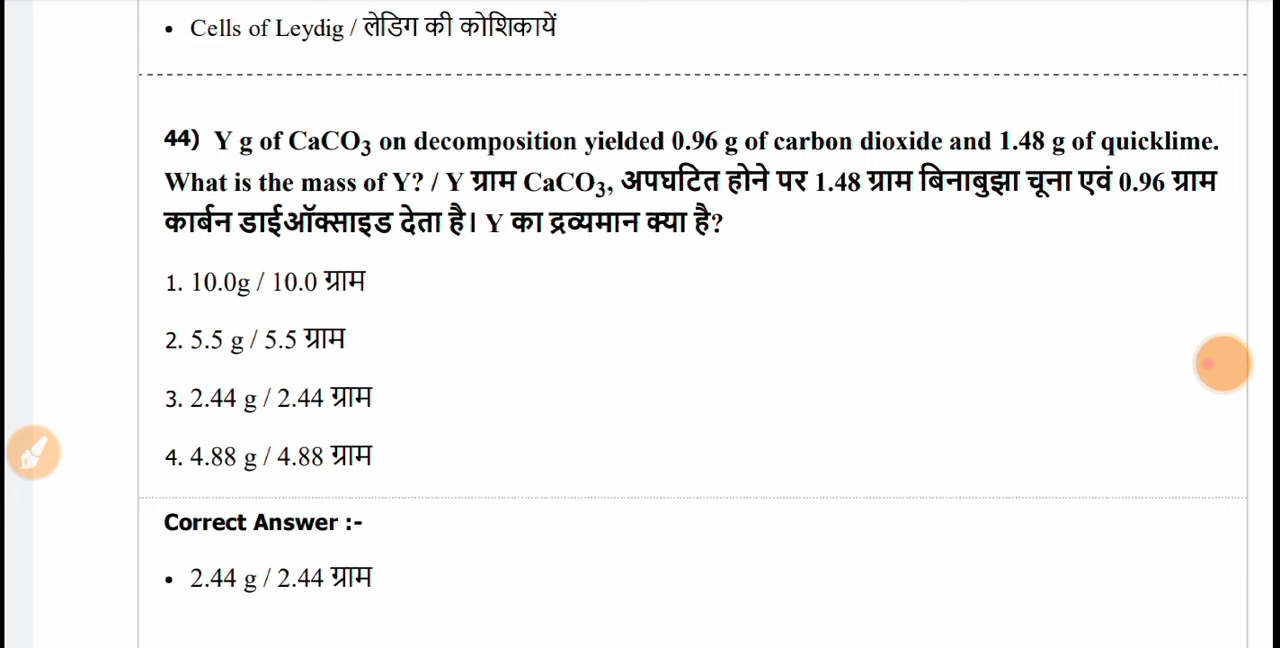 • Cells of Leydig / लेडिग की कोशिकायें
44) Y g of CaCO₃ on decomposition yielded 0.96 g of carbon dioxide and 1.48 g of quicklime.
What is the mass of Y? / Y ग्राम CaCO₃, अपघटित होने पर 1.48 ग्राम बिनाबुझा चूना एवं 0.96 ग्राम
कार्बन डाईऑक्साइड देता है। Y का द्रव्यमान क्या है?
1. 10.0g / 10.0 ग्राम
2. 5.5 g / 5.5 ग्राम
3. 2.44 g / 2.44 ग्राम
4. 4.88 g / 4.88 ग्राम
Correct Answer :-
• 2.44 g / 2.44 ग्राम